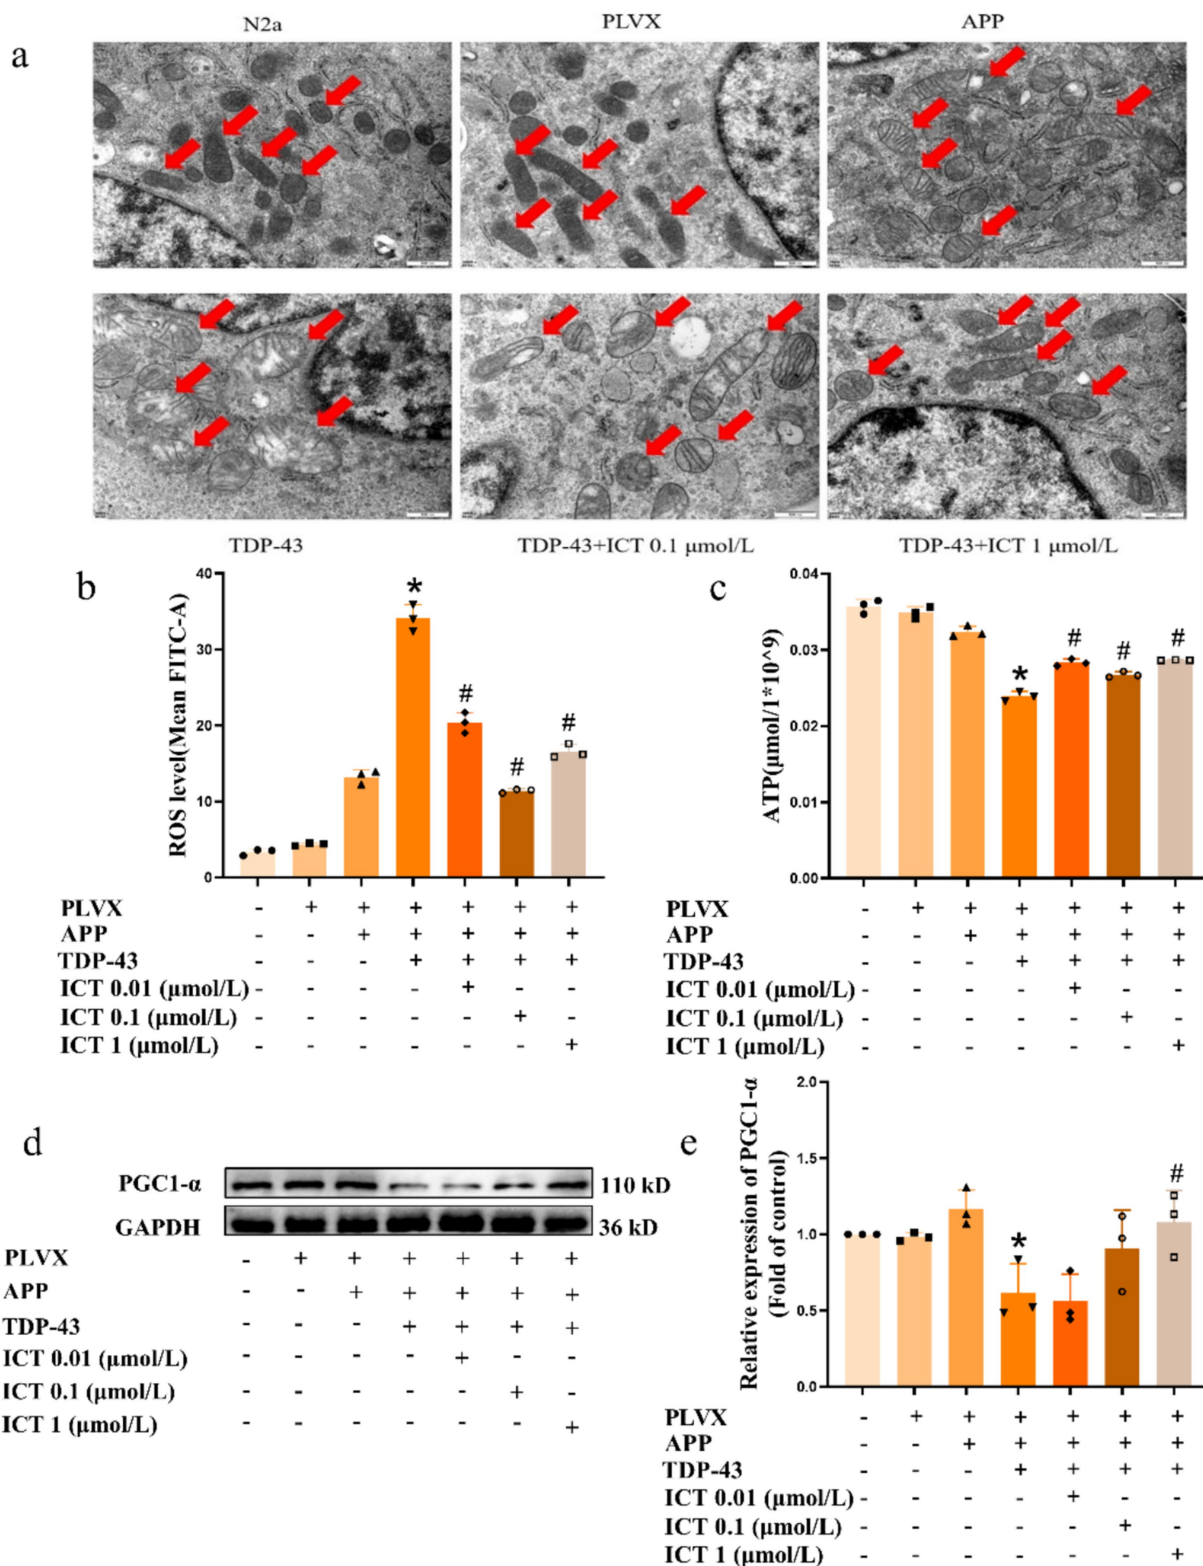 N2a PLVX APP
a
TDP-43 TDP-43+ICT 0.1 μmol/L TDP-43+ICT 1 μmol/L
b
ROS level(Mean FITC-A)
40
30
20
10
0
*
#
#
#
PLVX - + + + + + +
APP - - + + + + +
TDP-43 - - - + + + +
ICT 0.01 (μmol/L) - - - - + - -
ICT 0.1 (μmol/L) - - - - - + -
ICT 1 (μmol/L) - - - - - - +
c
ATP(μmol/1*10^9)
0.04
0.03
0.02
0.01
0.00
*
#
#
#
PLVX - + + + + + +
APP - - + + + + +
TDP-43 - - - + + + +
ICT 0.01 (μmol/L) - - - - + - -
ICT 0.1 (μmol/L) - - - - - + -
ICT 1 (μmol/L) - - - - - - +
d
PGC1-α 110 kD
GAPDH 36 kD
PLVX - + + + + + +
APP - - + + + + +
TDP-43 - - - + + + +
ICT 0.01 (μmol/L) - - - - + - -
ICT 0.1 (μmol/L) - - - - - + -
ICT 1 (μmol/L) - - - - - - +
e
Relative expression of PGC1-α
(Fold of control)
2.0
1.5
1.0
0.5
0.0
*
#
PLVX - + + + + + +
APP - - + + + + +
TDP-43 - - - + + + +
ICT 0.01 (μmol/L) - - - - + - -
ICT 0.1 (μmol/L) - - - - - + -
ICT 1 (μmol/L) - - - - - - +